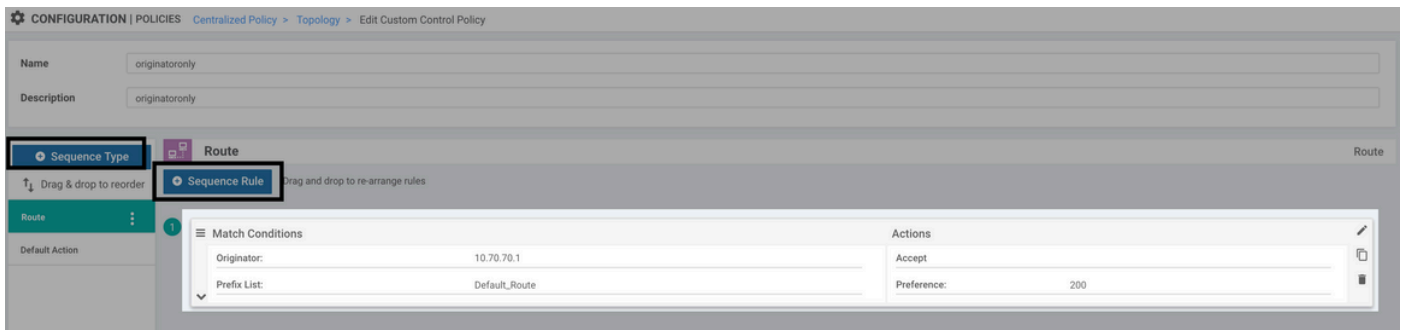 CONFIGURATION | POLICIES Centralized Policy > Topology > Edit Custom Control Policy
Name originatoronly
Description originatoronly
Sequence Type Route Route
Drag & drop to reorder Sequence Rule Drag and drop to re-arrange rules
Route
1 Match Conditions Actions
Default Action Originator: 10.70.70.1 Accept
Prefix List: Default_Route Preference: 200